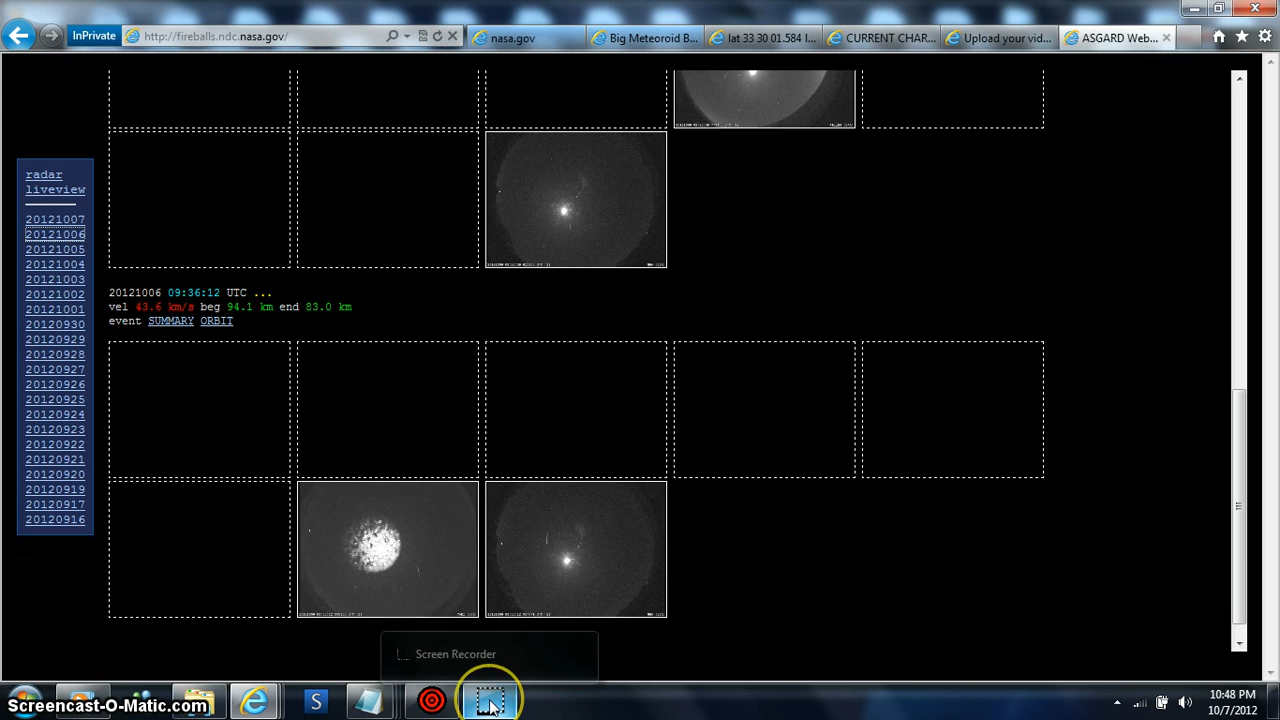 InPrivate
http://fireballs.ndc.nasa.gov/
nasa.gov
Big Meteoroid B...
lat 33 30 01.584 l...
CURRENT CHAR...
Upload your vid...
ASGARD Web...
radar
liveview
20121007
20121006
20121005
20121004
20121003
20121002
20121001
20120930
20120929
20120928
20120927
20120926
20120925
20120924
20120923
20120922
20120921
20120920
20120919
20120917
20120916
20121006 09:36:12 UTC ...
vel 43.6 km/s beg 94.1 km end 83.0 km
event SUMMARY ORBIT
Screen Recorder
Screencast-O-Matic.com
S
10:48 PM
10/7/2012